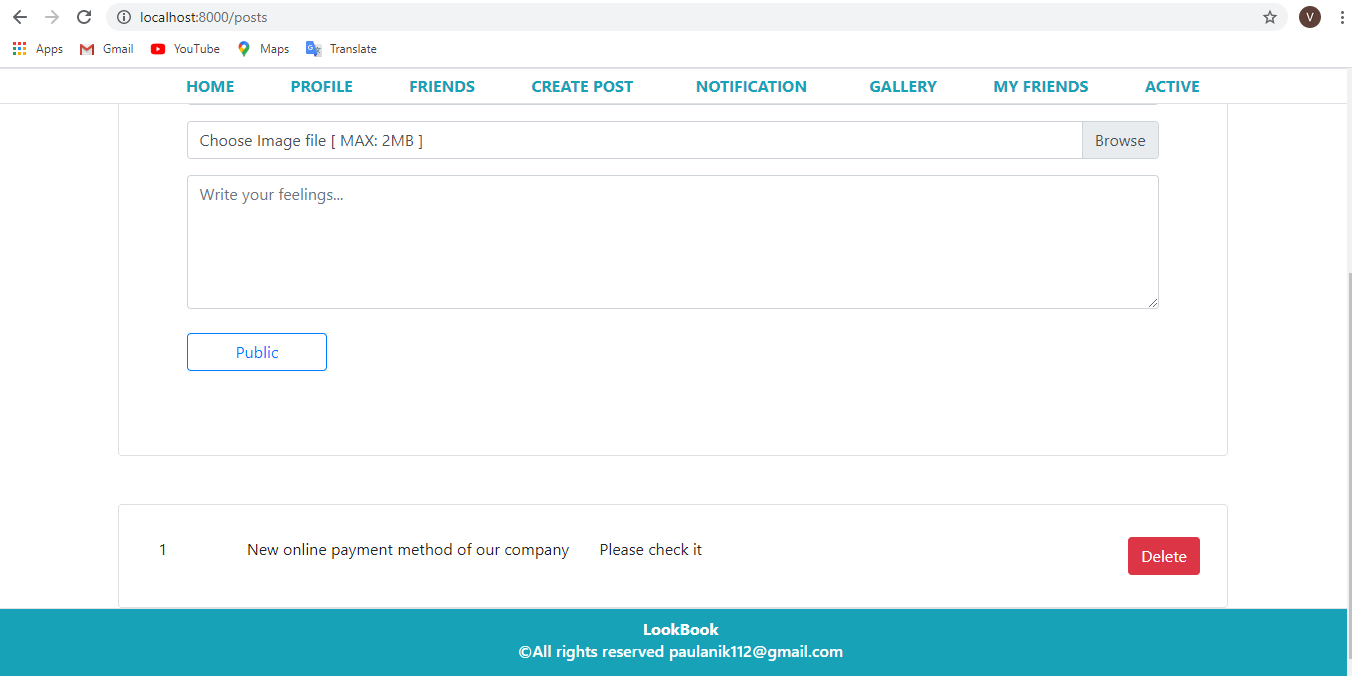 localhost:8000/posts
V
Apps Gmail YouTube Maps Translate
HOME PROFILE FRIENDS CREATE POST NOTIFICATION GALLERY MY FRIENDS ACTIVE
Choose Image file [ MAX: 2MB ] Browse
Write your feelings...
Public
1 New online payment method of our company Please check it Delete
LookBook
©All rights reserved paulanik112@gmail.com